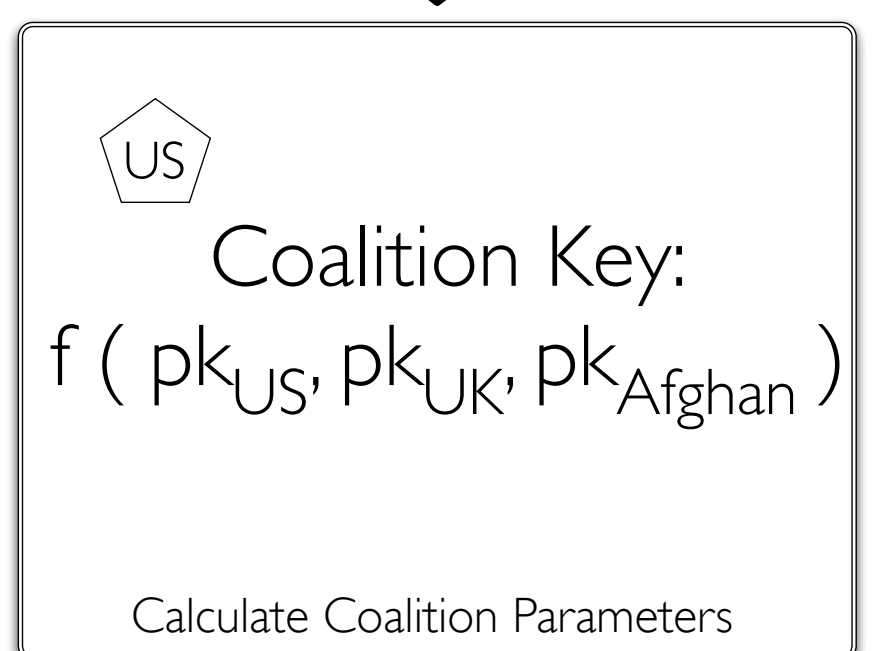 US
Coalition Key:
f ( pkUS, pkUK, pkAfghan )
Calculate Coalition Parameters